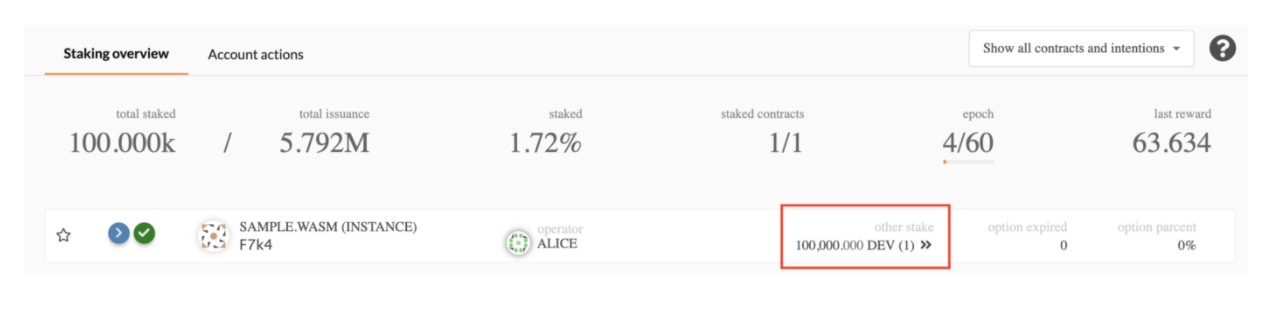 Staking overview Account actions Show all contracts and intentions ?
total staked total issuance staked staked contracts epoch last reward
100.000k / 5.792M 1.72% 1/1 4/60 63.634
SAMPLE.WASM (INSTANCE) operator other stake option expired option parcent
F7k4 ALICE 100,000.000 DEV (1) » 0 0%